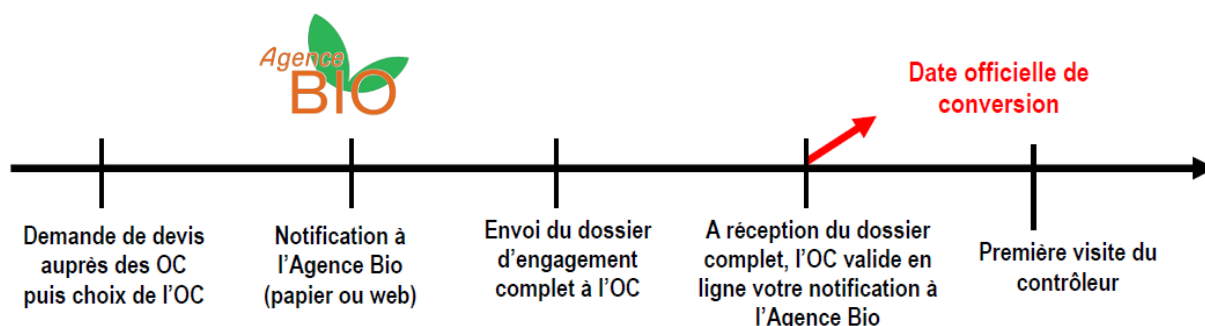 Agence
BIO
Date officielle de
conversion
Demande de devis
auprès des OC
puis choix de l'OC
Notification à
l'Agence Bio
(papier ou web)
Envoi du dossier
d'engagement
complet à l'OC
A réception du dossier
complet, l'OC valide en
ligne votre notification à
l'Agence Bio
Première visite du
contrôleur